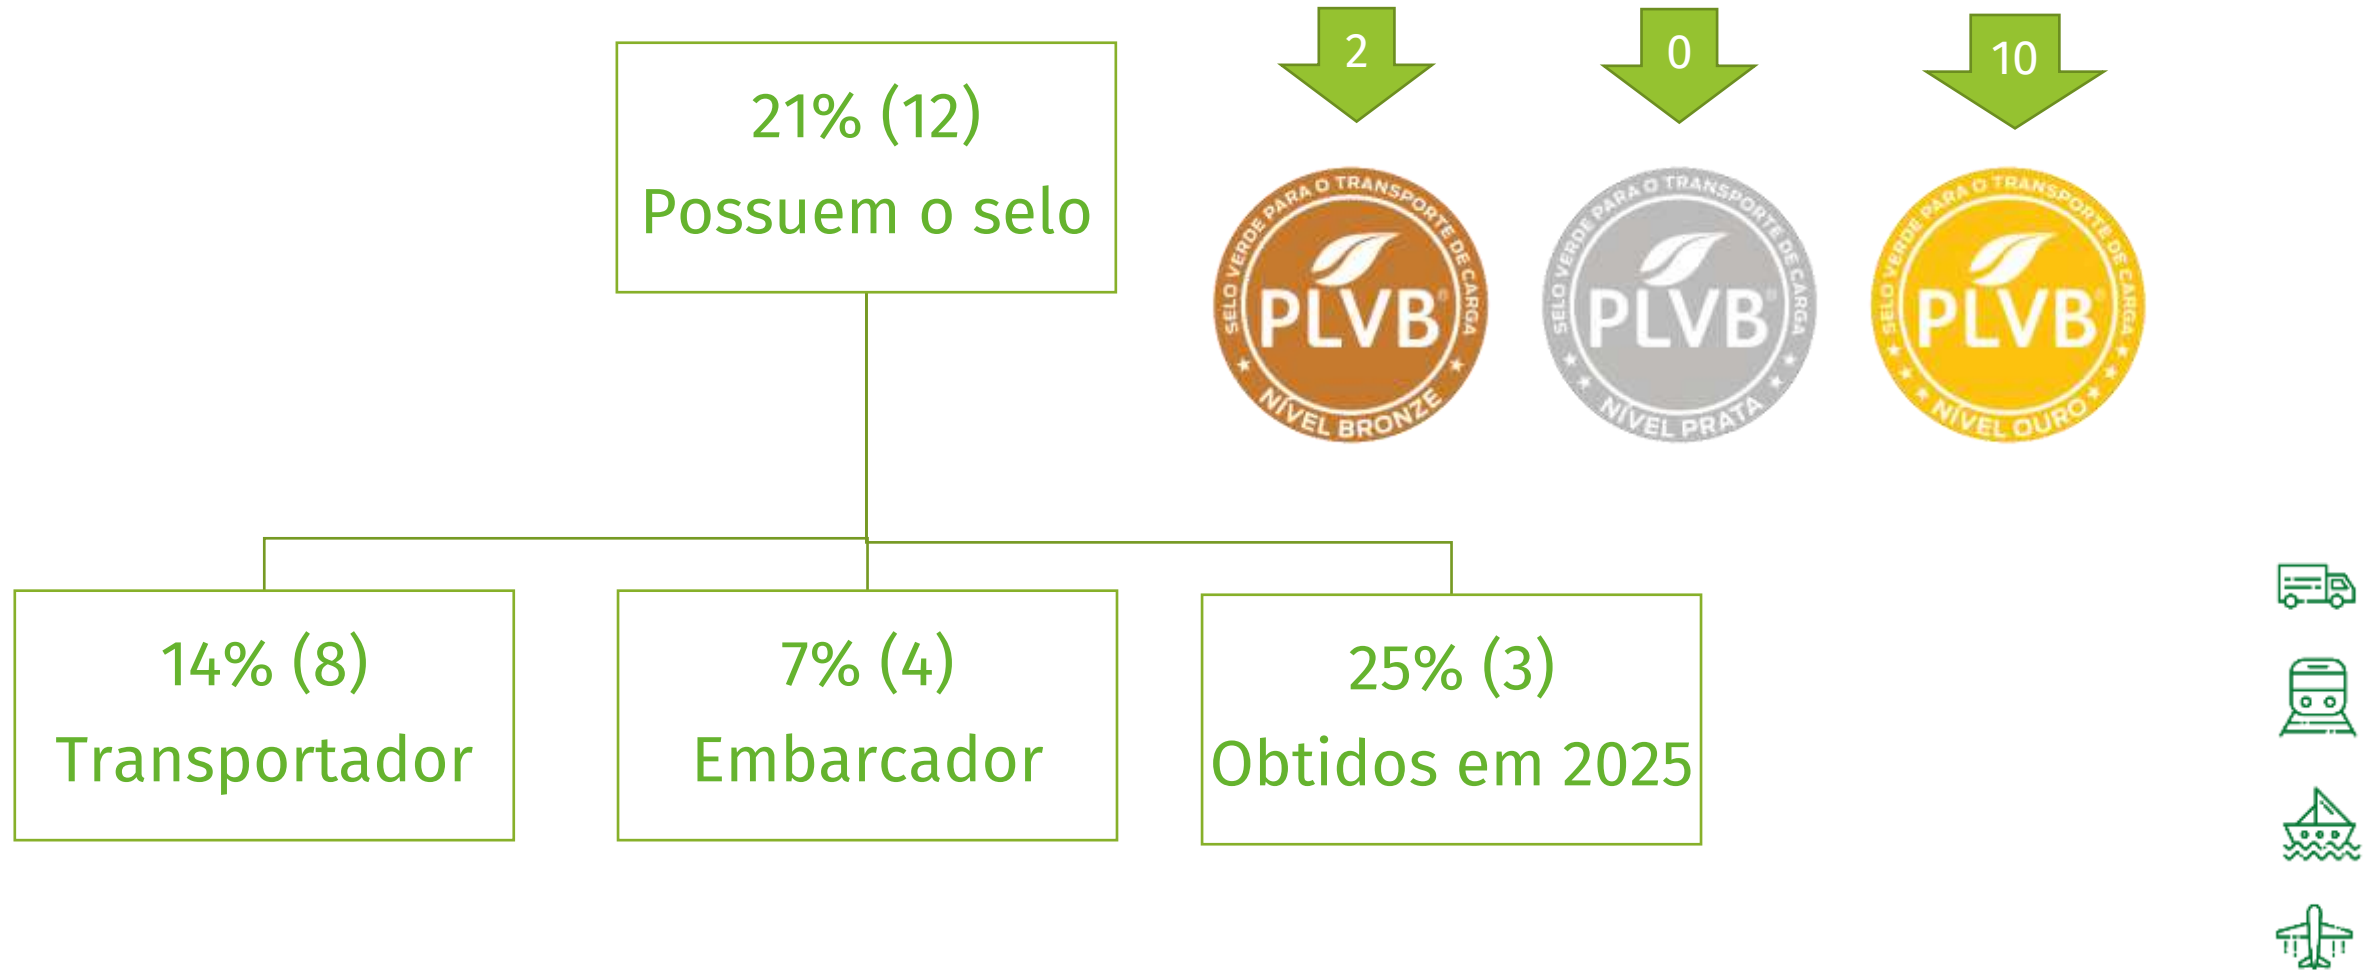 21% (12)
Possuem o selo
2
0
10
SELO VERDE PARA O TRANSPORTE DE CARGA
PLVB®
NÍVEL BRONZE
SELO VERDE PARA O TRANSPORTE DE CARGA
PLVB®
NÍVEL PRATA
SELO VERDE PARA O TRANSPORTE DE CARGA
PLVB®
NÍVEL OURO
14% (8)
Transportador
7% (4)
Embarcador
25% (3)
Obtidos em 2025